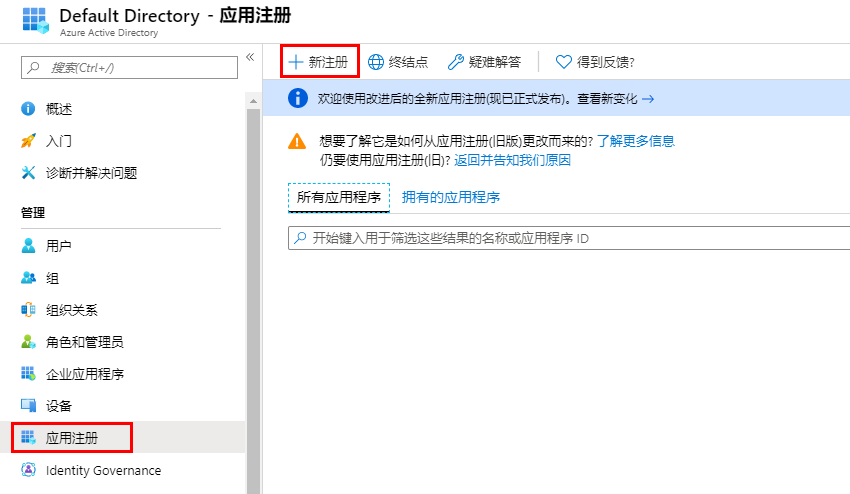 Default Directory - 应用注册
Azure Active Directory
搜索(Ctrl+/)
概述
入门
诊断并解决问题
管理
用户
组
组织关系
角色和管理员
企业应用程序
设备
应用注册
Identity Governance
新注册 终结点 疑难解答 得到反馈?
欢迎使用改进后的全新应用注册(现已正式发布)。查看新变化 →
想要了解它是如何从应用注册(旧版)更改而来的? 了解更多信息
仍要使用应用注册(旧)? 返回并告知我们原因
所有应用程序 拥有的应用程序
开始键入用于筛选这些结果的名称或应用程序 ID